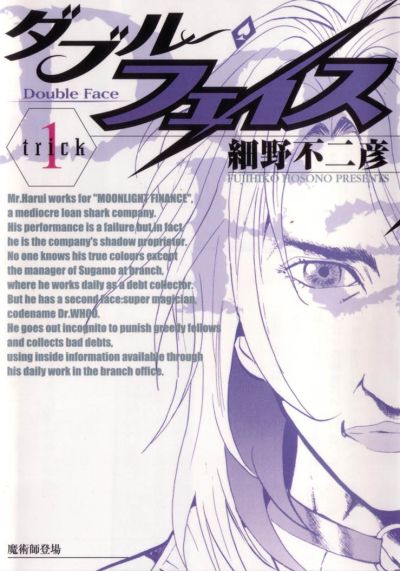 ダブル
フェイス
Double Face
trick 1
細野不二彦
FUJIHIKO HOSONO PRESENTS
Mr.Harui works for "MOONLIGHT FINANCE",
a mediocre loan shark company.
His performance is a failure,but,in fact,
he is the company's shadow proprietor.
No one knows his true colours except
the manager of Sugamo at branch,
where he works daily as a debt collector.
But he has a second face:super magician,
codename Dr.WHOO.
He goes out incognito to punish greedy fellows
and collects bad debts,
using inside information available through
his daily work in the branch office.
魔術師登場